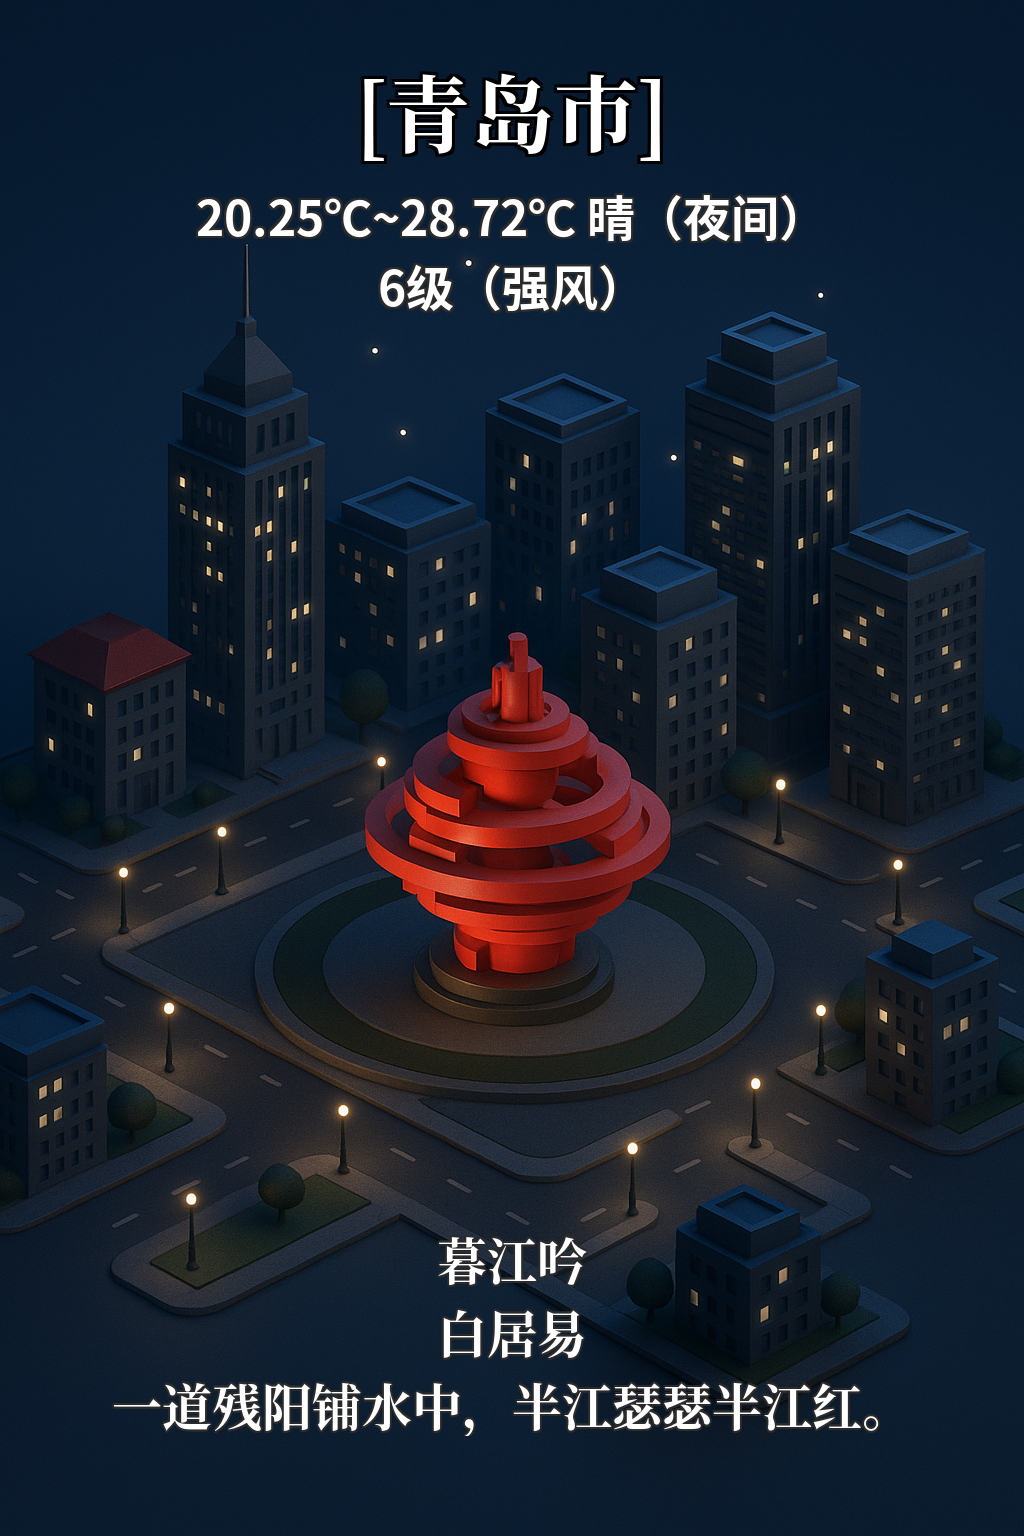 [青岛市]
20.25℃~28.72℃ 晴（夜间）
6级（强风）
暮江吟
白居易
一道残阳铺水中，半江瑟瑟半江红。